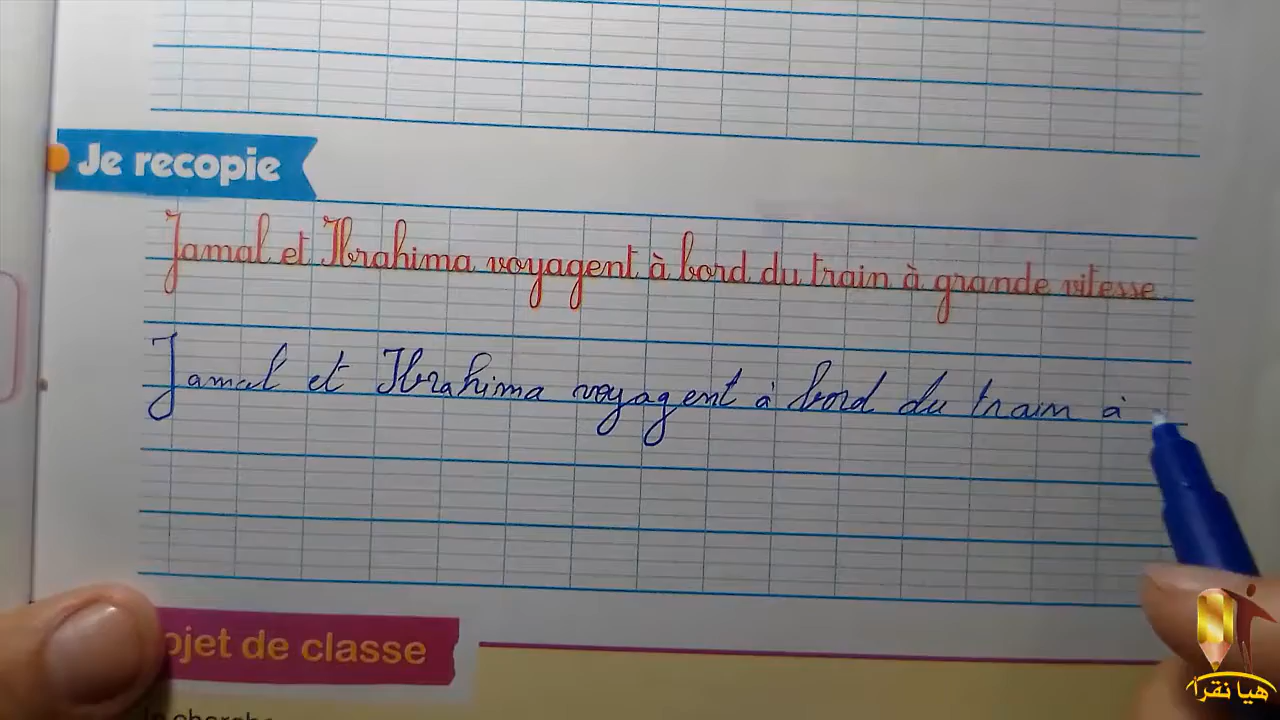 Je recopie
Jamal et Ibrahima voyagent à bord du train à grande vitesse.
Jamal et Ibrahima voyagent à bord du train à
ojet de classe
هيا نقرأ